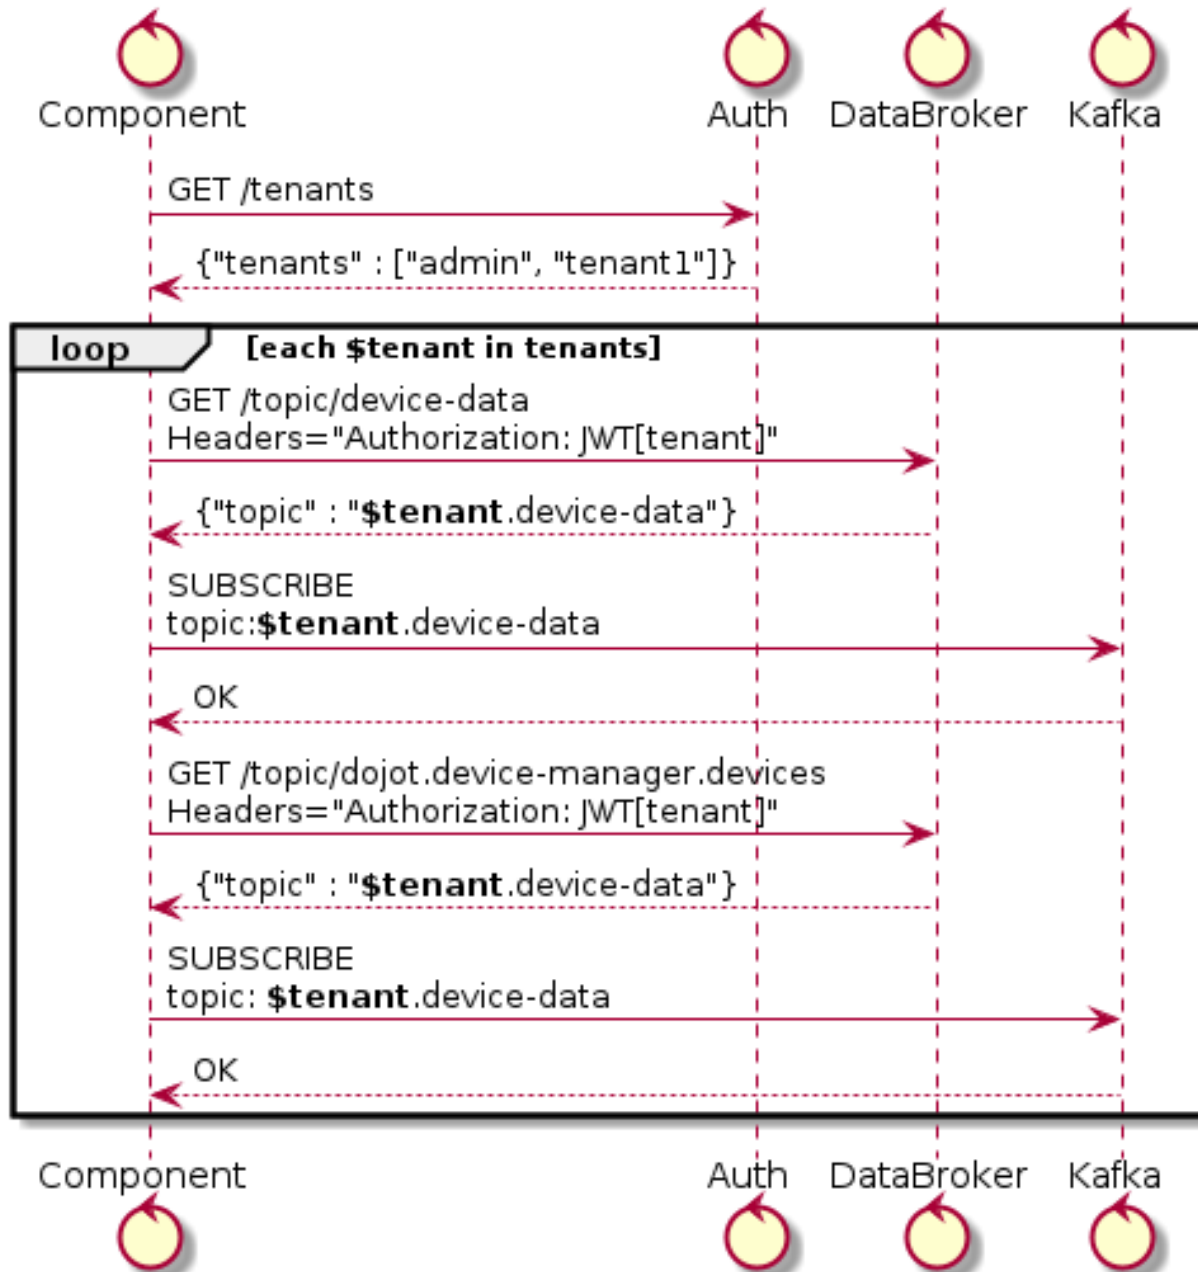 Component Auth DataBroker Kafka
GET /tenants
{"tenants" : ["admin", "tenant1"]}
loop [each $tenant in tenants]
GET /topic/device-data
Headers="Authorization: JWT[tenant]"
{"topic" : "$tenant.device-data"}
SUBSCRIBE
topic:$tenant.device-data
OK
GET /topic/dojot.device-manager.devices
Headers="Authorization: JWT[tenant]"
{"topic" : "$tenant.device-data"}
SUBSCRIBE
topic: $tenant.device-data
OK
Component Auth DataBroker Kafka